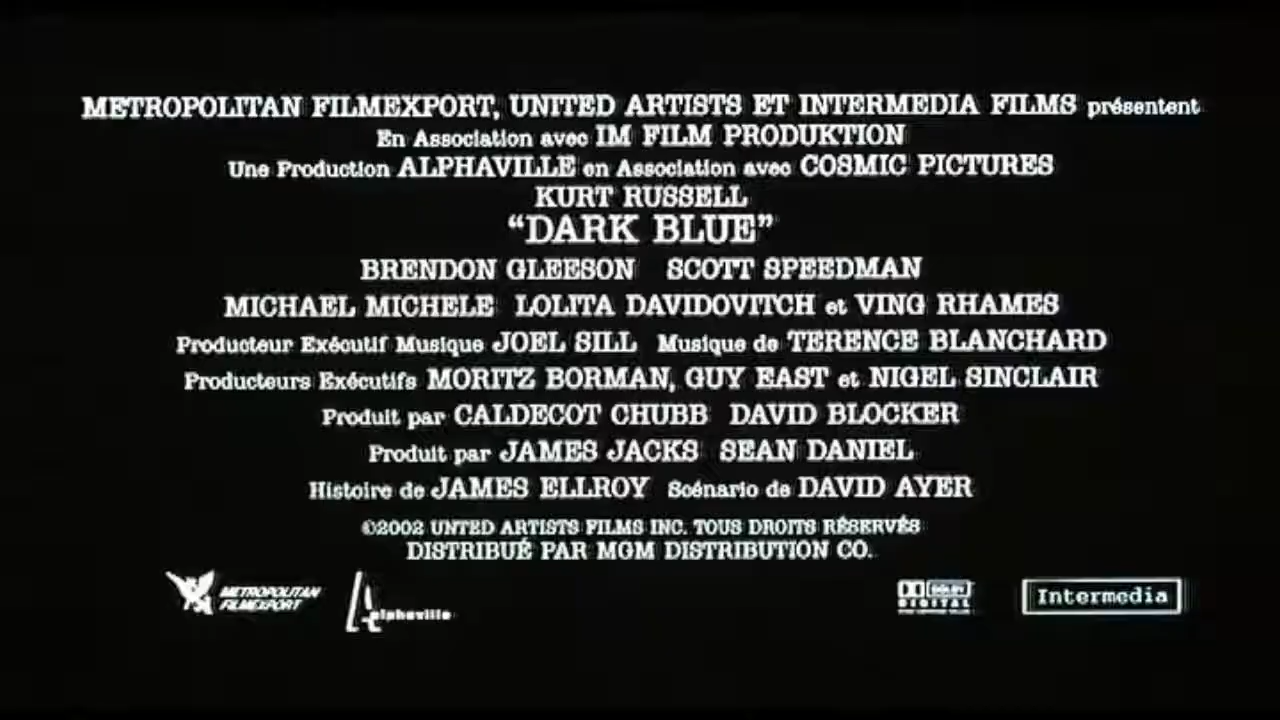 METROPOLITAN FILMEXPORT, UNITED ARTISTS ET INTERMEDIA FILMS présentent
En Association avec IM FILM PRODUKTION
Une Production ALPHAVILLE en Association avec COSMIC PICTURES
KURT RUSSELL
“DARK BLUE”
BRENDON GLEESON SCOTT SPEEDMAN
MICHAEL MICHELE LOLITA DAVIDOVITCH et VING RHAMES
Producteur Exécutif Musique JOEL SILL Musique de TERENCE BLANCHARD
Producteurs Exécutifs MORITZ BORMAN, GUY EAST et NIGEL SINCLAIR
Produit par CALDECOT CHUBB DAVID BLOCKER
Produit par JAMES JACKS SEAN DANIEL
Histoire de JAMES ELLROY Scénario de DAVID AYER
©2002 UNTED ARTISTS FILMS INC. TOUS DROITS RÉSERVÉS
DISTRIBUÉ PAR MGM DISTRIBUTION CO.
METROPOLITAN FILMEXPORT Alphaville DOLBY DIGITAL Intermedia